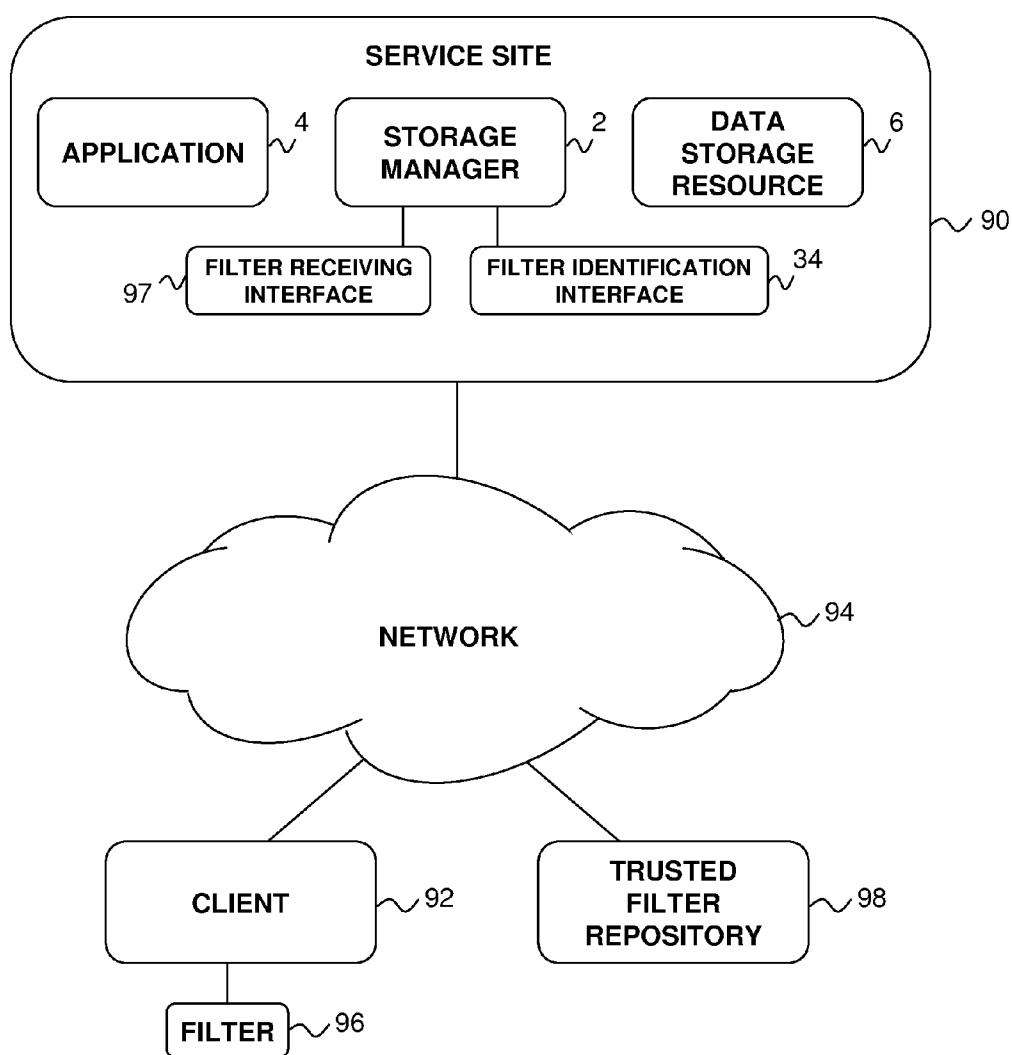 SERVICE SITE
APPLICATION
4
STORAGE
MANAGER
2
DATA
STORAGE
RESOURCE
6
90
FILTER RECEIVING
INTERFACE
97
FILTER IDENTIFICATION
INTERFACE
34
NETWORK
94
CLIENT
92
TRUSTED
FILTER
REPOSITORY
98
FILTER
96